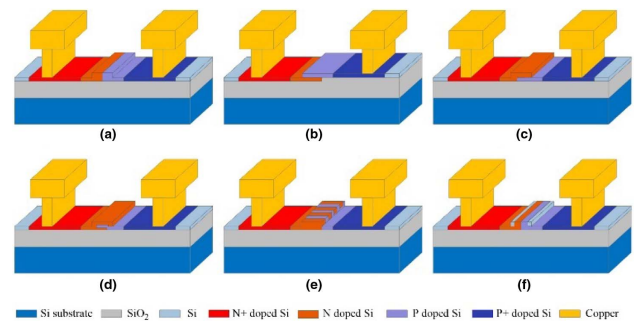 (a) (b) (c)
(d) (e) (f)
Si substrate SiO₂ Si N+ doped Si N doped Si P doped Si P+ doped Si Copper